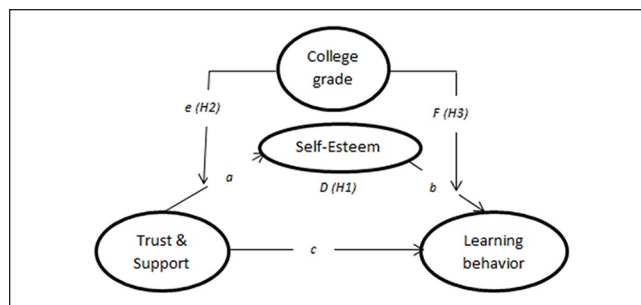 College
grade
e (H2)
F (H3)
Self-Esteem
a
D (H1)
b
Trust &
Support
c
Learning
behavior